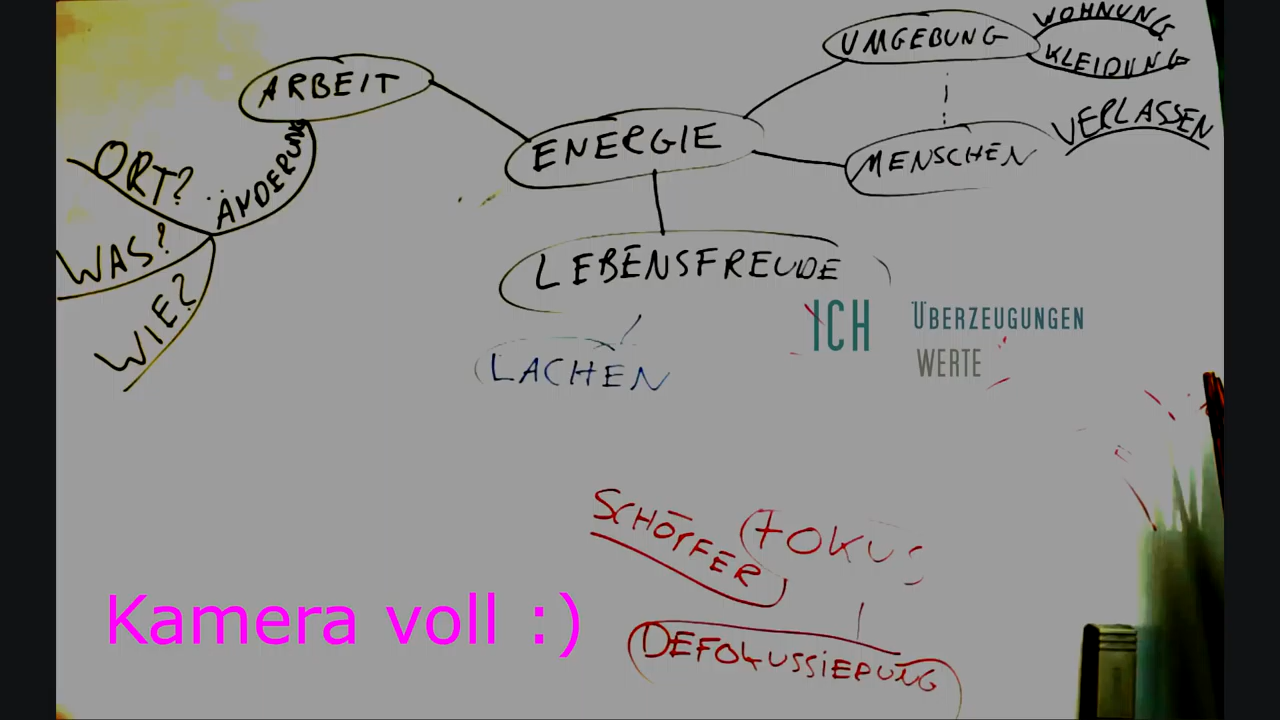 WOHNUNG
UMGEBUNG
KLEIDUNG
ARBEIT
VERLASSEN
ENERGIE
MENSCHEN
ÄNDERUNG
ORT?
WAS?
WIE?
LEBENSFREUDE
ICH ÜBERZEUGUNGEN
WERTE
LACHEN
SCHÖPFER
FOKUS
Kamera voll :)
DEFOKUSSIERUNG